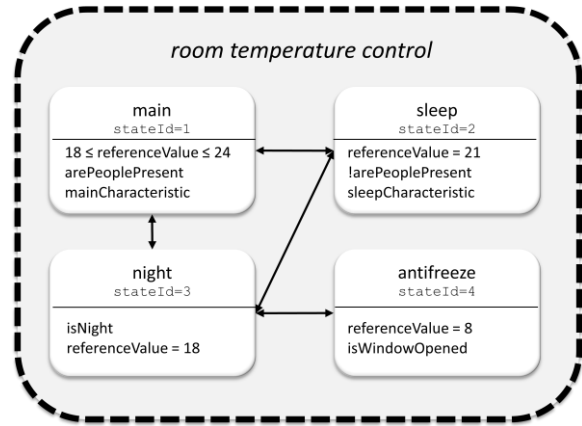 room temperature control
main
stateId=1
18 ≤ referenceValue ≤ 24
arePeoplePresent
mainCharacteristic
sleep
stateId=2
referenceValue = 21
!arePeoplePresent
sleepCharacteristic
night
stateId=3
isNight
referenceValue = 18
antifreeze
stateId=4
referenceValue = 8
isWindowOpened